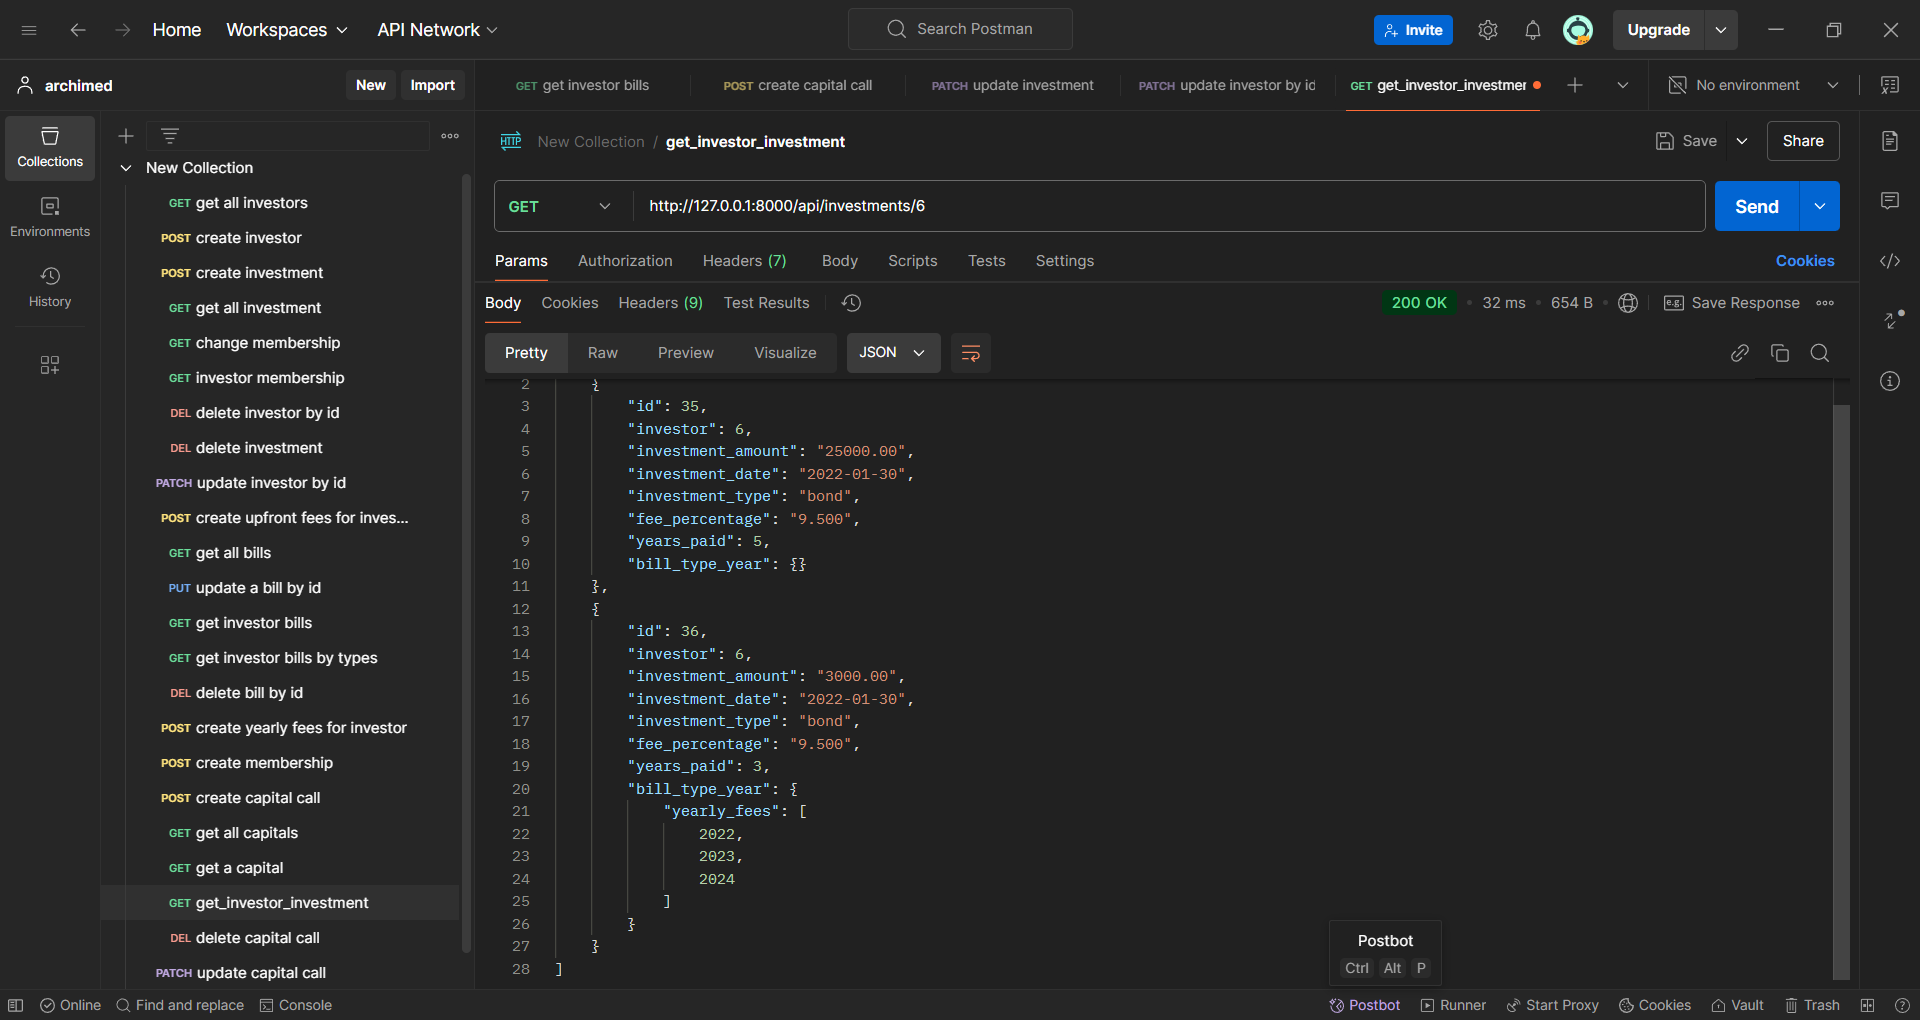 Home Workspaces API Network Search Postman Invite Upgrade
archimed New Import
GET get investor bills POST create capital call PATCH update investment PATCH update investor by id GET get_investor_investmer No environment
Collections
Environments
History
New Collection
GET get all investors
POST create investor
POST create investment
GET get all investment
GET change membership
GET investor membership
DEL delete investor by id
DEL delete investment
PATCH update investor by id
POST create upfront fees for inves...
GET get all bills
PUT update a bill by id
GET get investor bills
GET get investor bills by types
DEL delete bill by id
POST create yearly fees for investor
POST create membership
POST create capital call
GET get all capitals
GET get a capital
GET get_investor_investment
DEL delete capital call
PATCH update capital call
HTTP New Collection / get_investor_investment Save Share
GET http://127.0.0.1:8000/api/investments/6 Send
Params Authorization Headers (7) Body Scripts Tests Settings Cookies
Body Cookies Headers (9) Test Results 200 OK • 32 ms • 654 B • e.g. Save Response
Pretty Raw Preview Visualize JSON
2 {
3 "id": 35,
4 "investor": 6,
5 "investment_amount": "25000.00",
6 "investment_date": "2022-01-30",
7 "investment_type": "bond",
8 "fee_percentage": "9.500",
9 "years_paid": 5,
10 "bill_type_year": {}
11 },
12 {
13 "id": 36,
14 "investor": 6,
15 "investment_amount": "3000.00",
16 "investment_date": "2022-01-30",
17 "investment_type": "bond",
18 "fee_percentage": "9.500",
19 "years_paid": 3,
20 "bill_type_year": {
21 "yearly_fees": [
22 2022,
23 2023,
24 2024
25 ]
26 }
27 }
28 ]
Postbot
Ctrl Alt P
Online Find and replace Console Postbot Runner Start Proxy Cookies Vault Trash